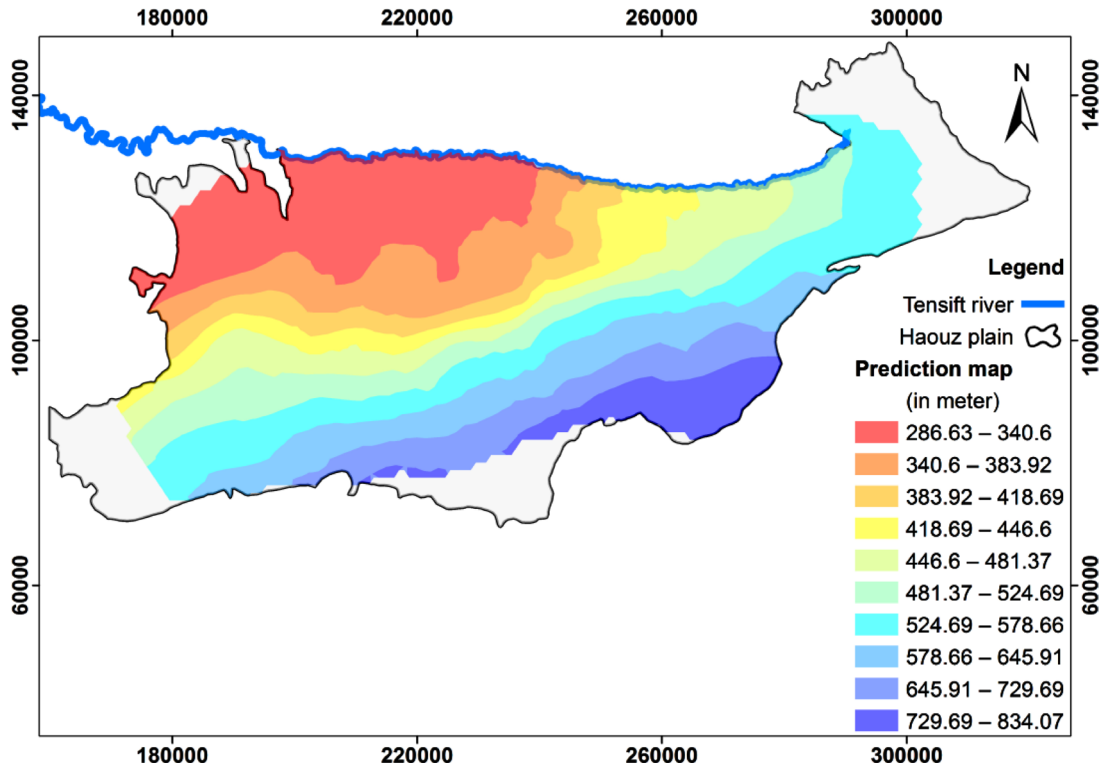 180000 220000 260000 300000
140000 140000
N
Legend
Tensift river
Haouz plain
100000 100000
Prediction map
(in meter)
286.63 – 340.6
340.6 – 383.92
383.92 – 418.69
418.69 – 446.6
446.6 – 481.37
60000 60000
481.37 – 524.69
524.69 – 578.66
578.66 – 645.91
645.91 – 729.69
729.69 – 834.07
180000 220000 260000 300000